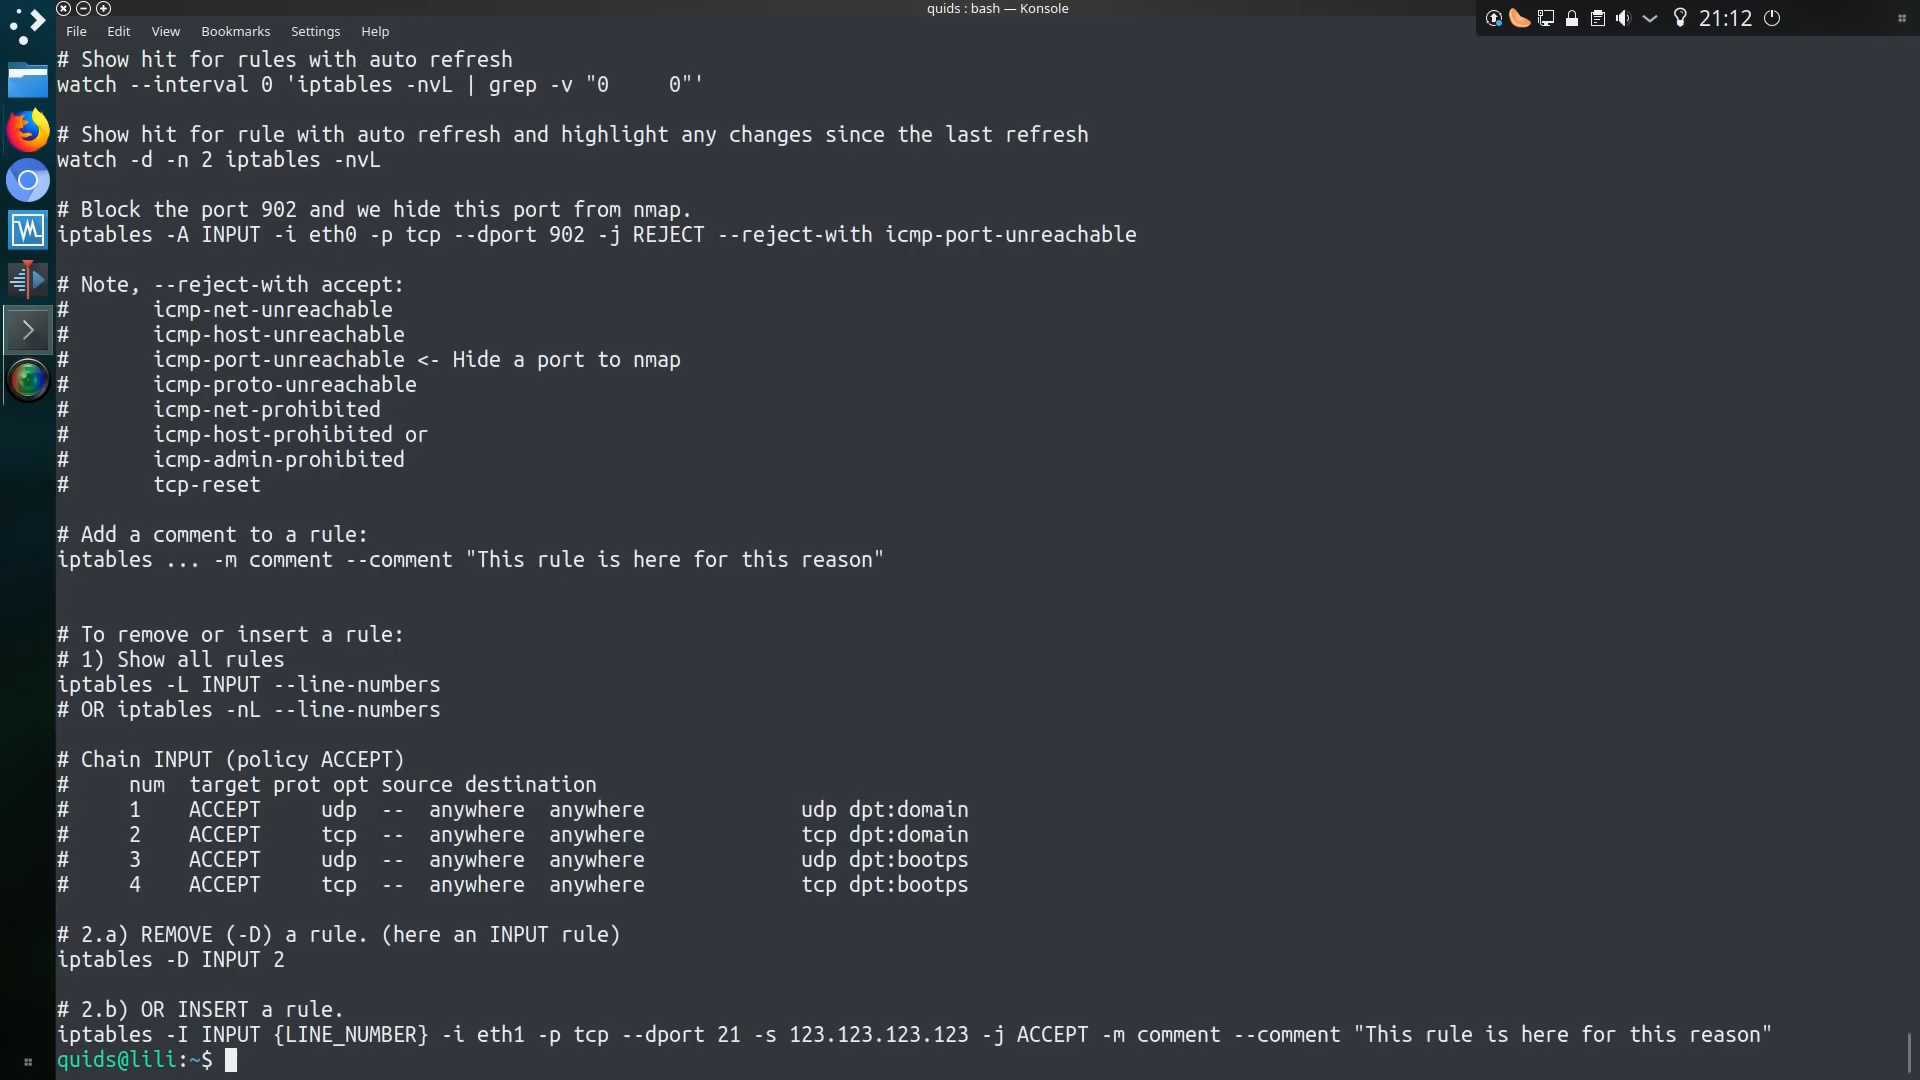 quids : bash — Konsole
21:12
File Edit View Bookmarks Settings Help
# Show hit for rules with auto refresh
watch --interval 0 'iptables -nvL | grep -v "0     0"'
# Show hit for rule with auto refresh and highlight any changes since the last refresh
watch -d -n 2 iptables -nvL
# Block the port 902 and we hide this port from nmap.
iptables -A INPUT -i eth0 -p tcp --dport 902 -j REJECT --reject-with icmp-port-unreachable
# Note, --reject-with accept:
#       icmp-net-unreachable
#       icmp-host-unreachable
#       icmp-port-unreachable <- Hide a port to nmap
#       icmp-proto-unreachable
#       icmp-net-prohibited
#       icmp-host-prohibited or
#       icmp-admin-prohibited
#       tcp-reset
# Add a comment to a rule:
iptables ... -m comment --comment "This rule is here for this reason"
# To remove or insert a rule:
# 1) Show all rules
iptables -L INPUT --line-numbers
# OR iptables -nL --line-numbers
# Chain INPUT (policy ACCEPT)
#     num  target prot opt source destination
#     1    ACCEPT     udp  --  anywhere  anywhere             udp dpt:domain
#     2    ACCEPT     tcp  --  anywhere  anywhere             tcp dpt:domain
#     3    ACCEPT     udp  --  anywhere  anywhere             udp dpt:bootps
#     4    ACCEPT     tcp  --  anywhere  anywhere             tcp dpt:bootps
# 2.a) REMOVE (-D) a rule. (here an INPUT rule)
iptables -D INPUT 2
# 2.b) OR INSERT a rule.
iptables -I INPUT {LINE_NUMBER} -i eth1 -p tcp --dport 21 -s 123.123.123.123 -j ACCEPT -m comment --comment "This rule is here for this reason"
quids@lili:~$